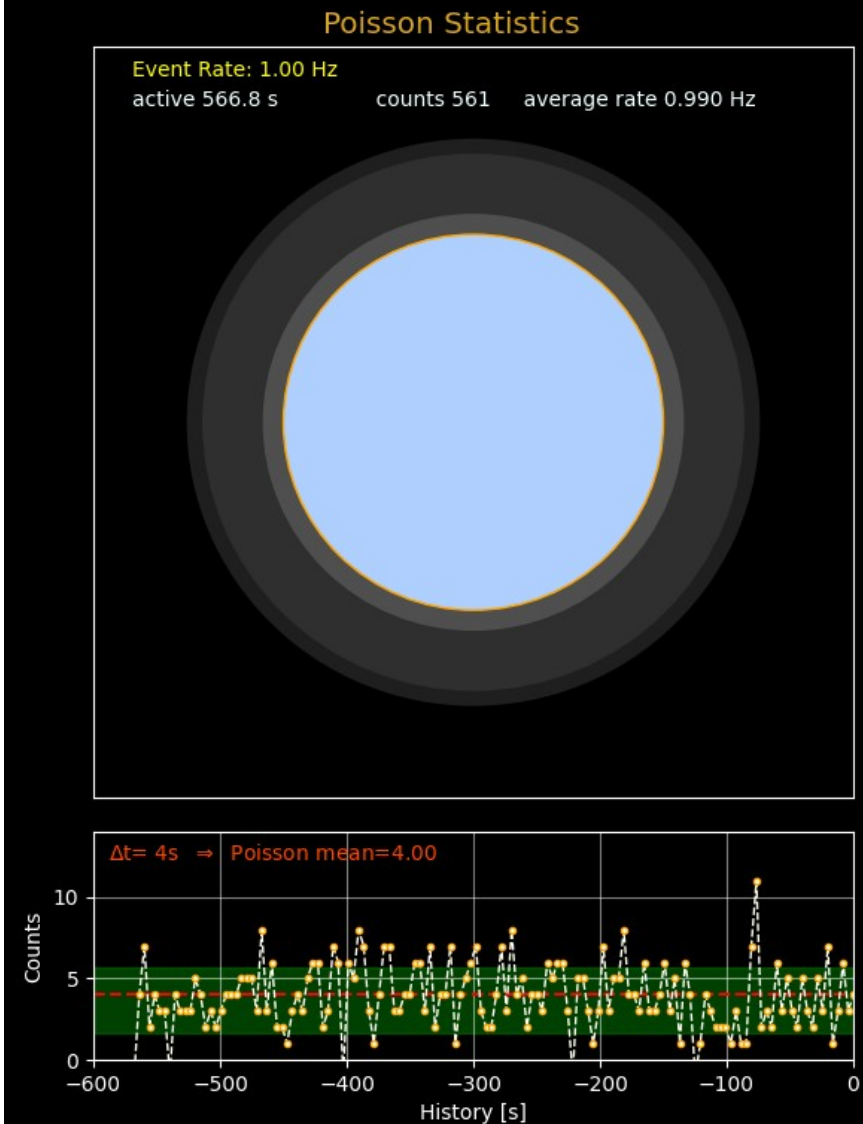 Poisson Statistics
Event Rate: 1.00 Hz
active 566.8 s counts 561 average rate 0.990 Hz
Δt= 4s ⇒ Poisson mean=4.00
10
5
0
Counts
−600 −500 −400 −300 −200 −100 0
History [s]